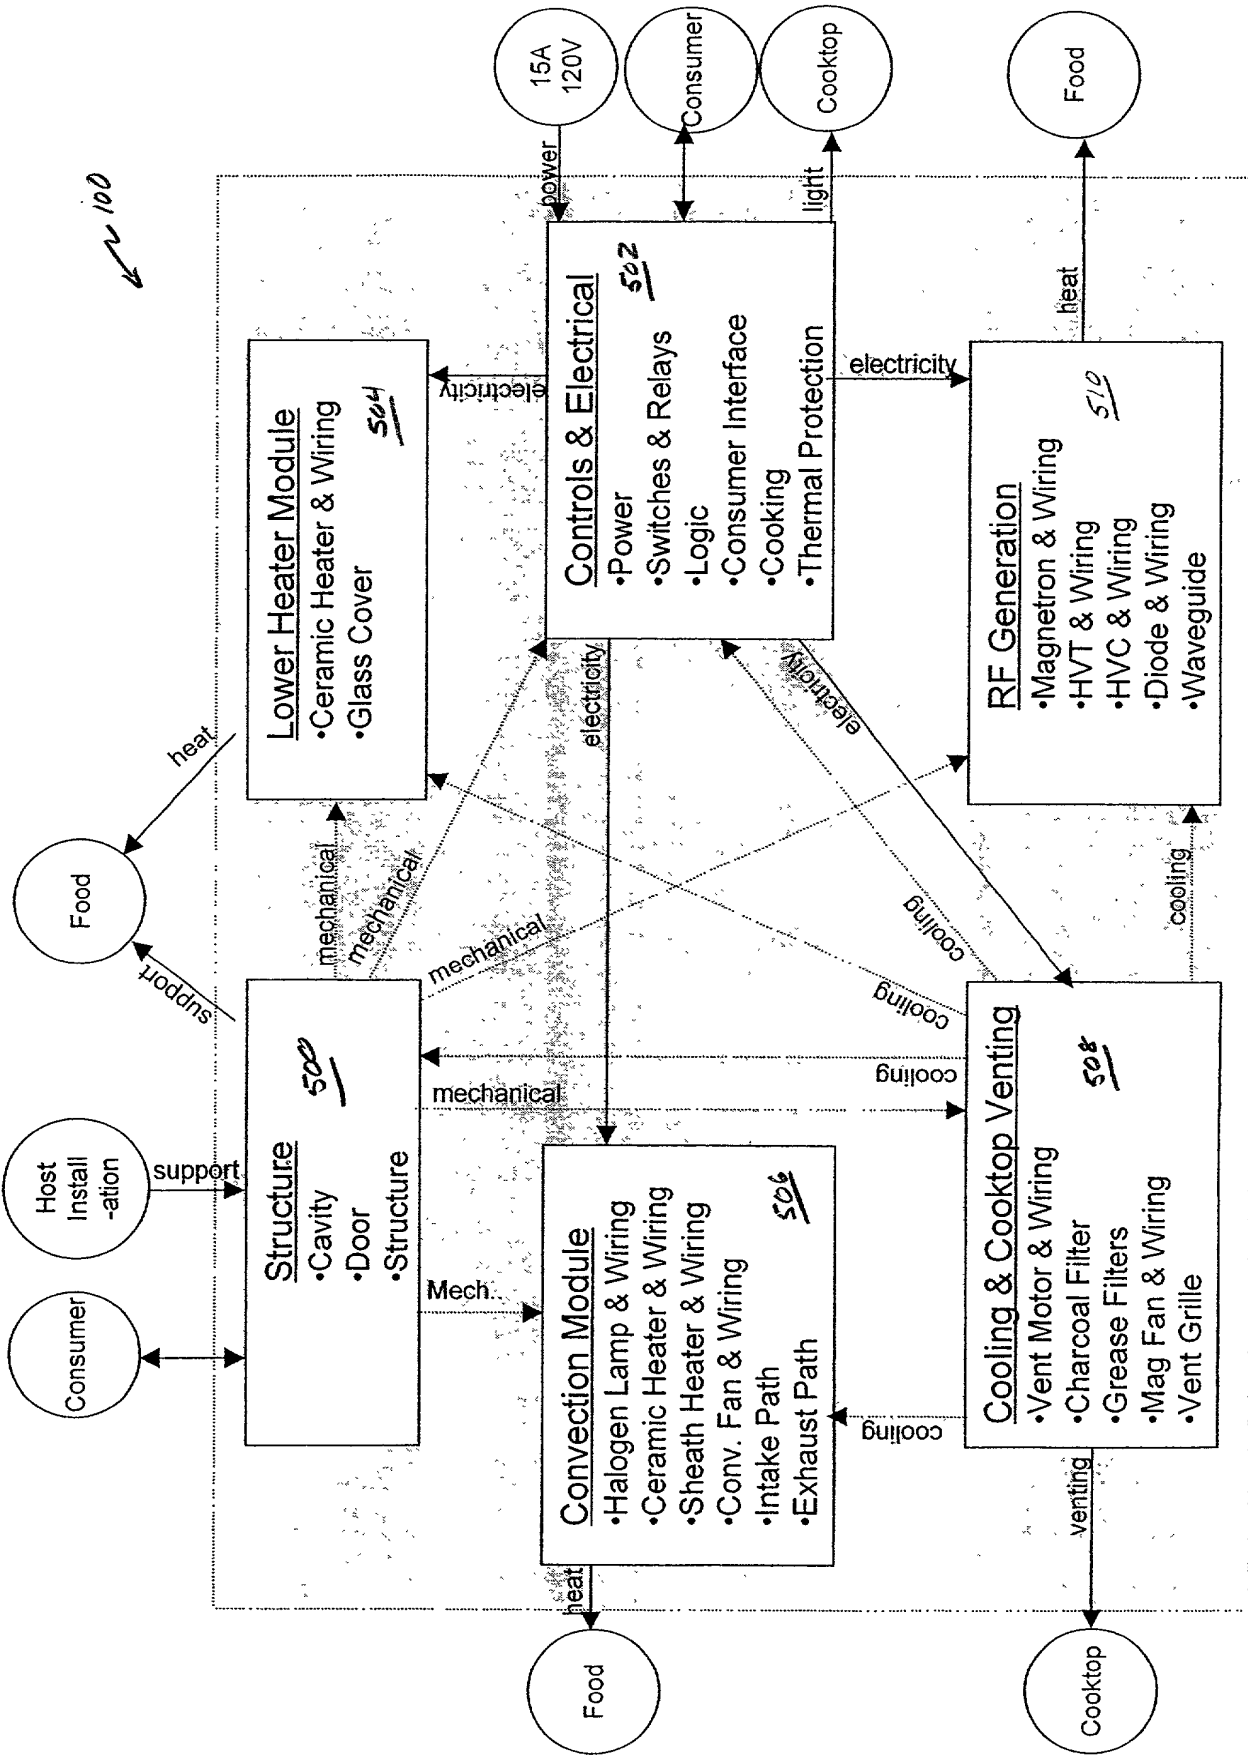 100
Consumer
Host
Install
-ation
support
Food
support
heat
Structure
•Cavity
•Door
•Structure
500
mechanical
mechanical
mechanical
mechanical
Mech..
Lower Heater Module
•Ceramic Heater & Wiring
•Glass Cover
504
electricity
Convection Module
•Halogen Lamp & Wiring
•Ceramic Heater & Wiring
•Sheath Heater & Wiring
•Conv. Fan & Wiring
•Intake Path
•Exhaust Path
506
heat
Food
electricity
Controls & Electrical
•Power
•Switches & Relays
•Logic
•Consumer Interface
•Cooking
•Thermal Protection
502
power
15A
120V
Consumer
light
Cooktop
electricity
electricity
cooling
cooling
cooling
cooling
cooling
Cooling & Cooktop Venting
•Vent Motor & Wiring
•Charcoal Filter
•Grease Filters
•Mag Fan & Wiring
•Vent Grille
508
venting
Cooktop
RF Generation
•Magnetron & Wiring
•HVT & Wiring
•HVC & Wiring
•Diode & Wiring
•Waveguide
510
heat
Food